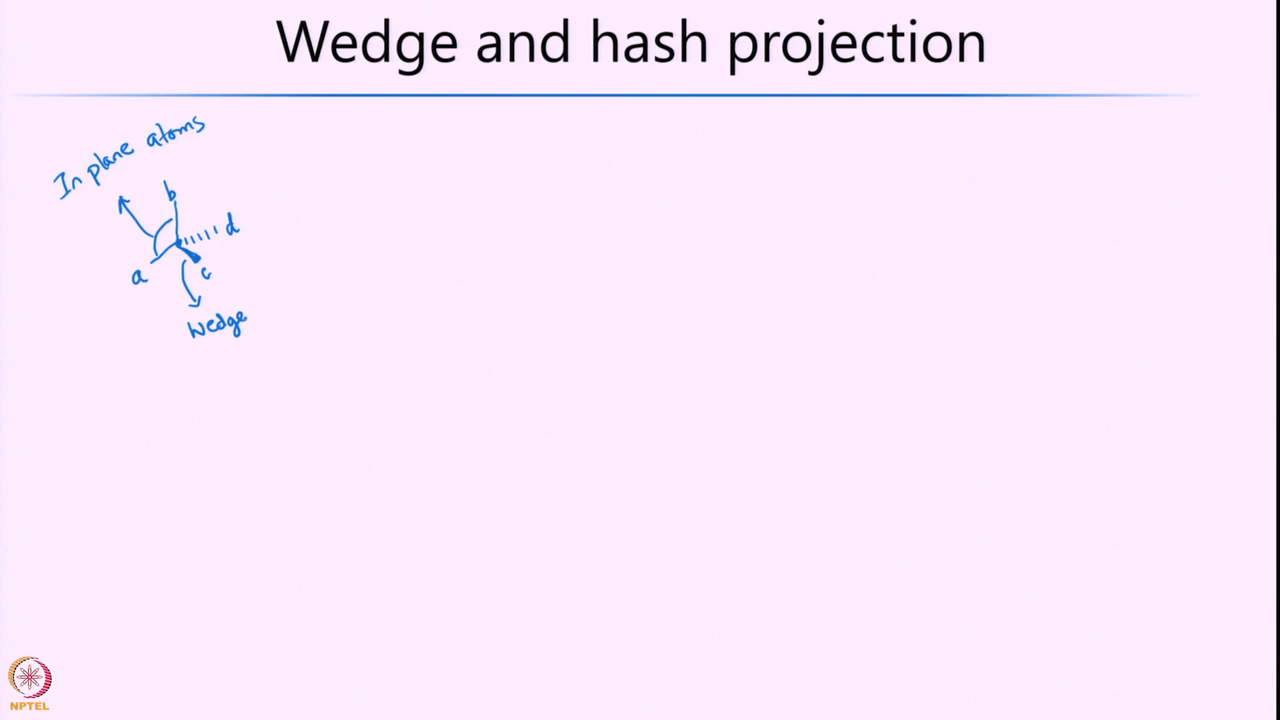 Wedge and hash projection
In plane atoms
b
d
a
c
Wedge
NPTEL